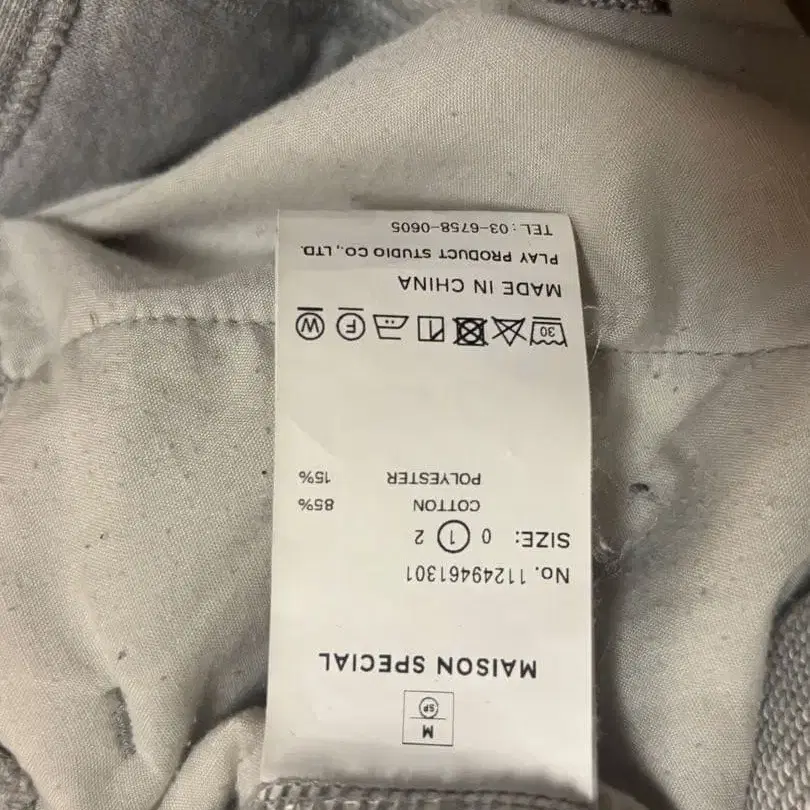 M
SP
MAISON SPECIAL
No. 11249461301
SIZE: 0 1 2
COTTON 85%
POLYESTER 15%
30 F W
MADE IN CHINA
PLAY PRODUCT STUDIO CO., LTD.
TEL:03-6758-0605